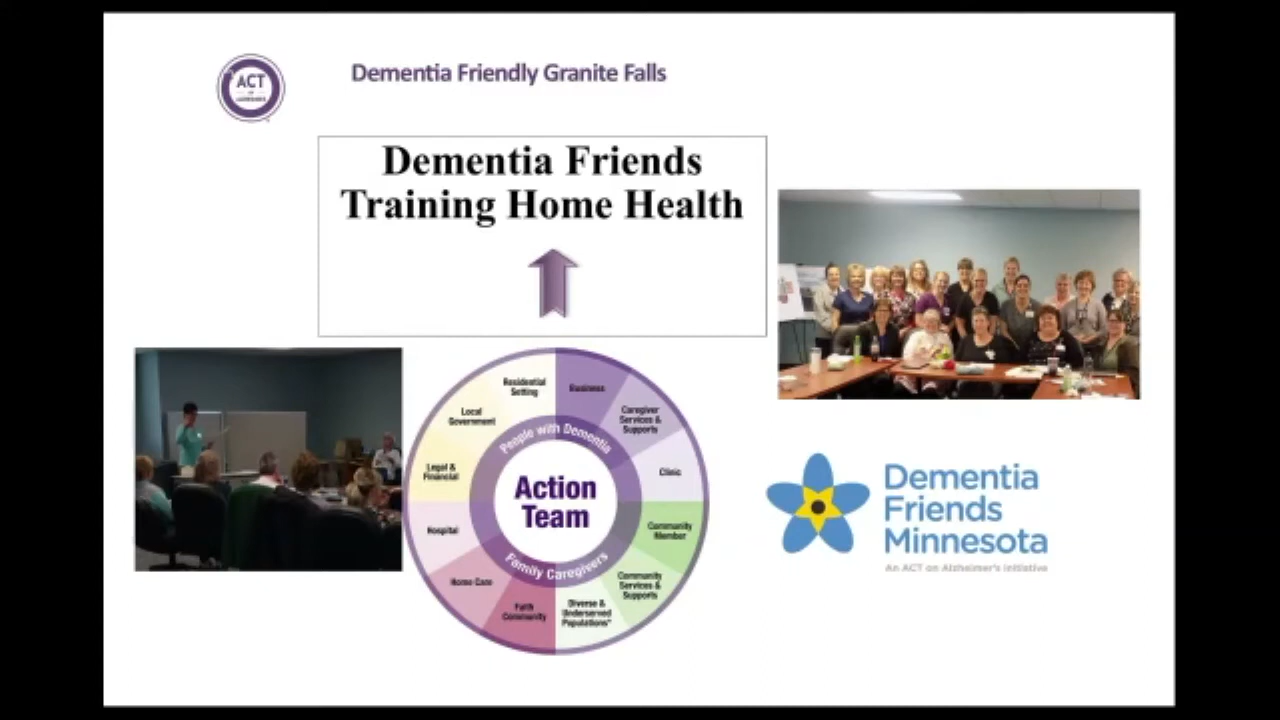 ACT
Dementia Friendly Granite Falls
Dementia Friends
Training Home Health
Residential
Setting
Business
Local
Government
Caregiver
Services &
Supports
People with Dementia
Legal &
Financial
Clinic
Action
Team
Hospital
Community
Member
Family Caregivers
Home Care
Community
Services &
Supports
Faith
Community
Diverse &
Underserved
Populations*
Dementia
Friends
Minnesota
An ACT on Alzheimer's Initiative